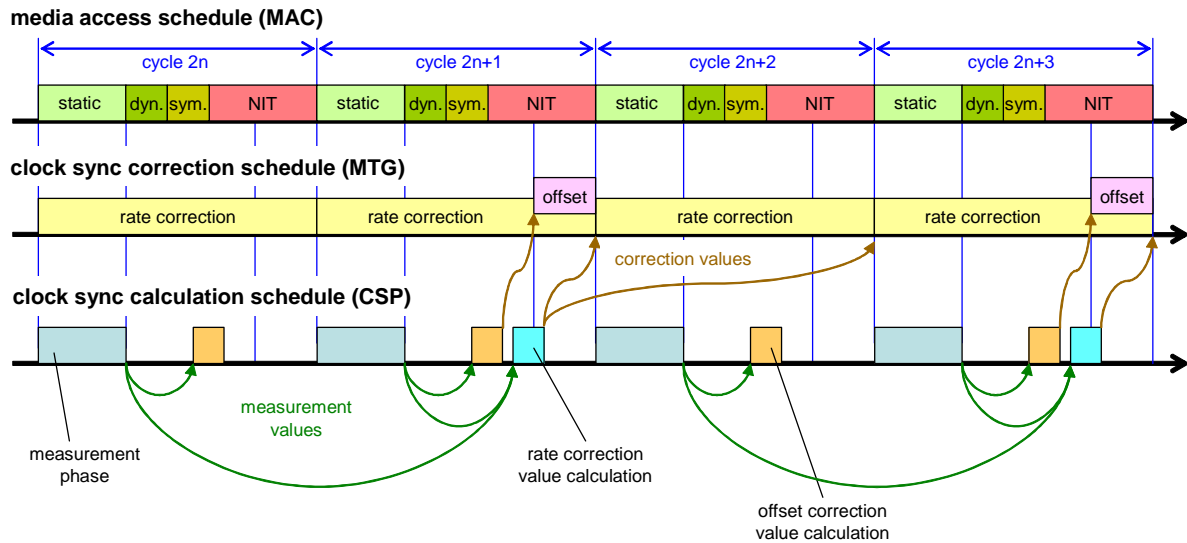 media access schedule (MAC)
cycle 2n
cycle 2n+1
cycle 2n+2
cycle 2n+3
static
dyn.
sym.
NIT
static
dyn.
sym.
NIT
static
dyn.
sym.
NIT
static
dyn.
sym.
NIT
clock sync correction schedule (MTG)
offset
offset
rate correction
rate correction
rate correction
rate correction
correction values
clock sync calculation schedule (CSP)
measurement
values
measurement
phase
rate correction
value calculation
offset correction
value calculation